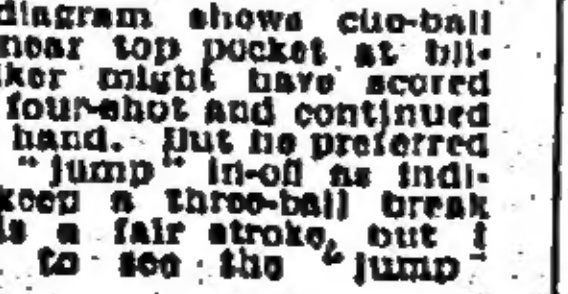 diagram shows cue-ball
near top pocket at bil-
ker might have scored
four-shot and continued
hand. But he preferred
"jump" in-off as indi-
keep a three-ball break
is a fair stroke, but I
to see the "jump"